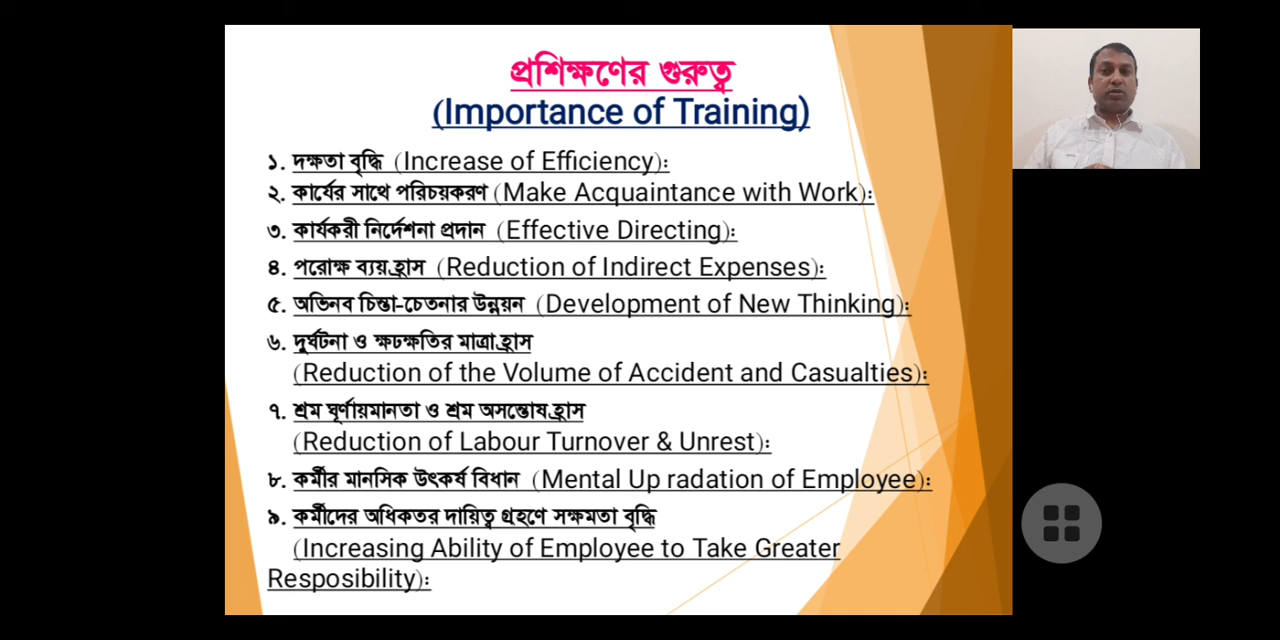 প্রশিক্ষণের গুরুত্ব
(Importance of Training)
১. দক্ষতা বৃদ্ধি (Increase of Efficiency):
২. কার্যের সাথে পরিচয়করণ (Make Acquaintance with Work):
৩. কার্যকরী নির্দেশনা প্রদান (Effective Directing):
৪. পরোক্ষ ব্যয় হ্রাস (Reduction of Indirect Expenses):
৫. অভিনব চিন্তা-চেতনার উন্নয়ন (Development of New Thinking):
৬. দুর্ঘটনা ও ক্ষয়ক্ষতির মাত্রা হ্রাস
(Reduction of the Volume of Accident and Casualties):
৭. শ্রম ঘূর্ণায়মানতা ও শ্রম অসন্তোষ হ্রাস
(Reduction of Labour Turnover & Unrest):
৮. কর্মীর মানসিক উৎকর্ষ বিধান (Mental Up radation of Employee):
৯. কর্মীদের অধিকতর দায়িত্ব গ্রহণে সক্ষমতা বৃদ্ধি
(Increasing Ability of Employee to Take Greater
Resposibility):